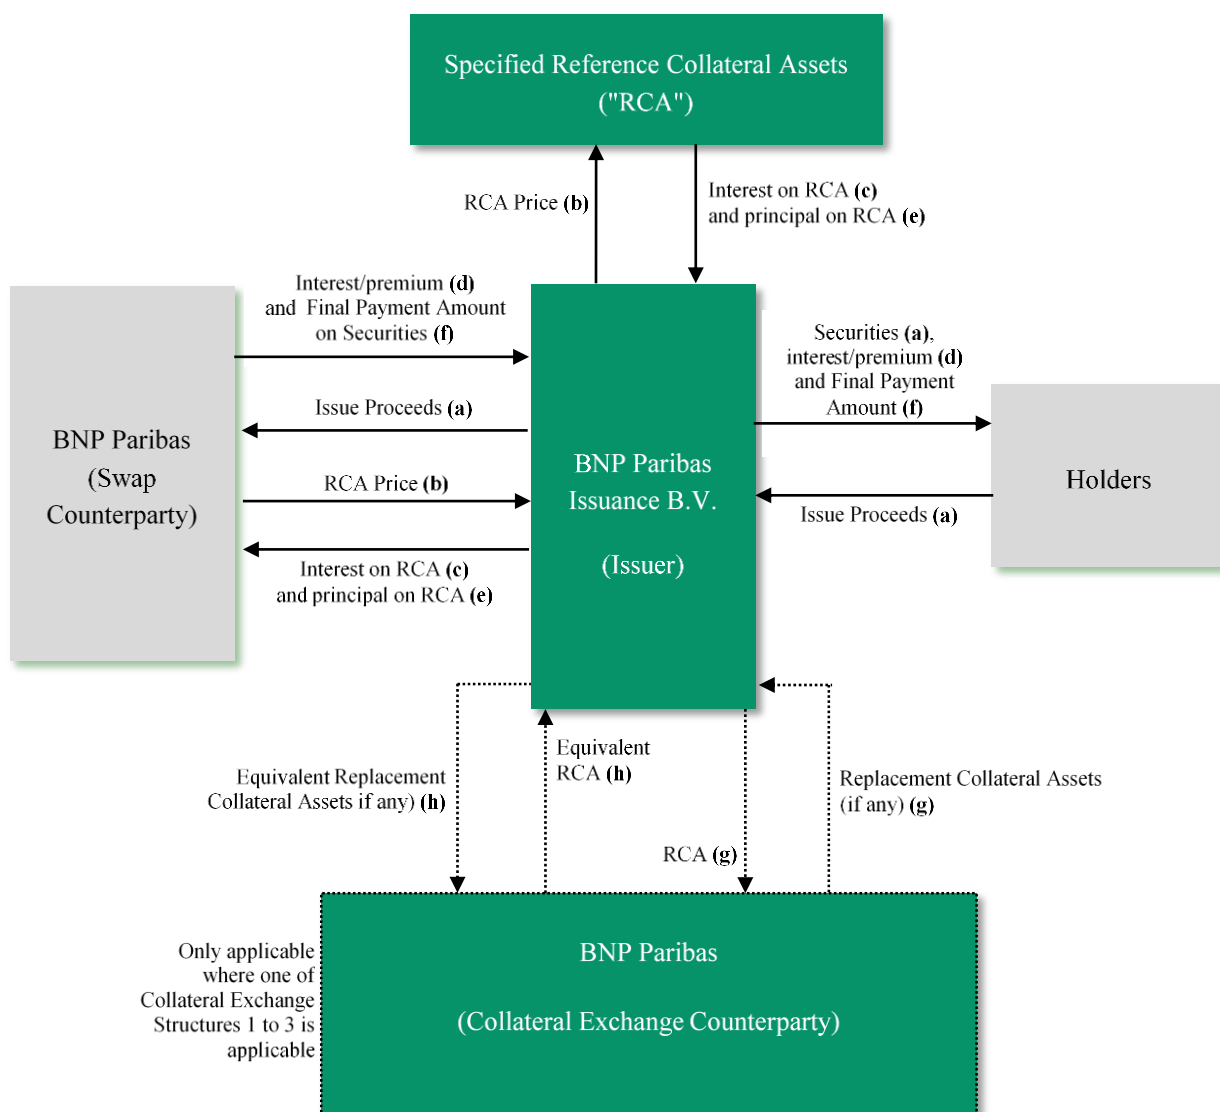 Specified Reference Collateral Assets
("RCA")
RCA Price (b)
Interest on RCA (c)
and principal on RCA (e)
Interest/premium (d)
and Final Payment Amount
on Securities (f)
Securities (a),
interest/premium (d)
and Final Payment
Amount (f)
Issue Proceeds (a)
BNP Paribas
(Swap
Counterparty)
RCA Price (b)
BNP Paribas
Issuance B.V.
(Issuer)
Holders
Issue Proceeds (a)
Interest on RCA (c)
and principal on RCA (e)
Equivalent Replacement
Collateral Assets if any) (h)
Equivalent
RCA (h)
Replacement Collateral Assets
(if any) (g)
RCA (g)
Only applicable
where one of
Collateral Exchange
Structures 1 to 3 is
applicable
BNP Paribas
(Collateral Exchange Counterparty)